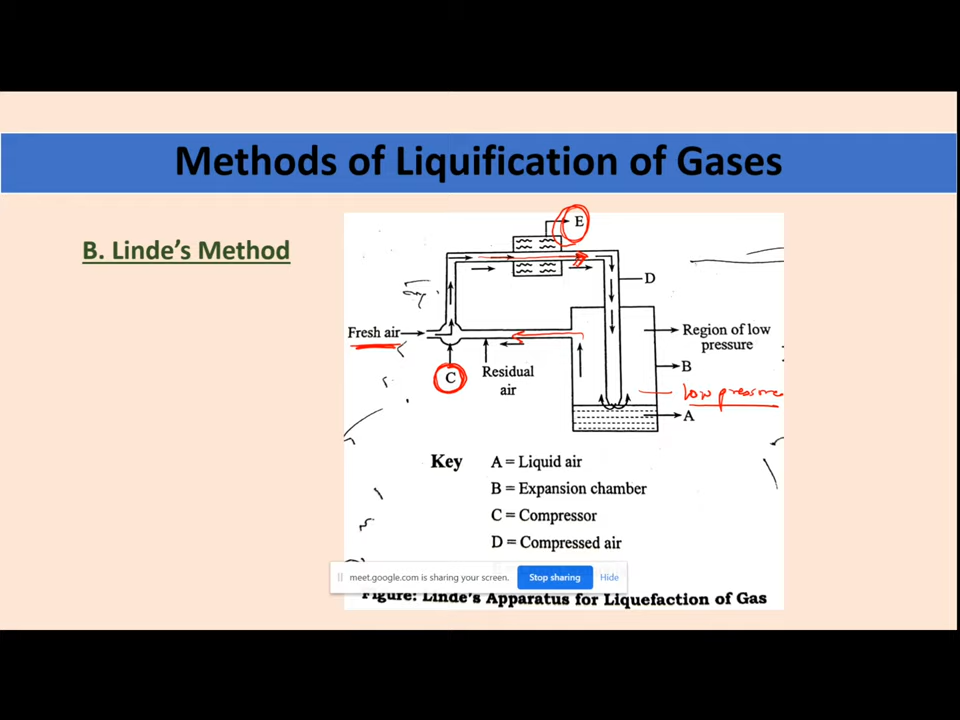 Methods of Liquification of Gases
B. Linde's Method
E
D
Fresh air
Region of low
pressure
B
C
Residual
air
low pressure
A
Key
A = Liquid air
B = Expansion chamber
C = Compressor
D = Compressed air
meet.google.com is sharing your screen.
Stop sharing
Hide
Figure: Linde's Apparatus for Liquefaction of Gas